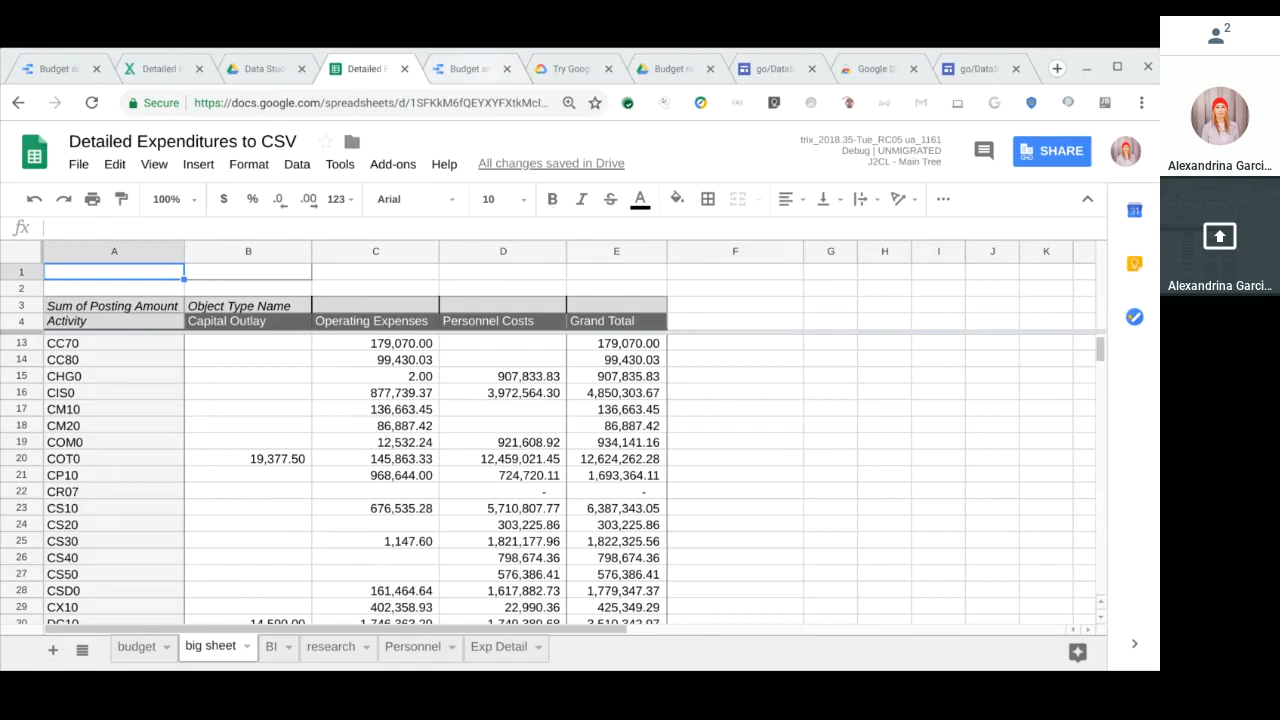 Budget ar
Detailed
Data Stud
Detailed E
Budget ar
Try Goog
Budget re
go/DataS
Google D
go/DataS
Secure
https://docs.google.com/spreadsheets/d/1SFKkM6fQEYXYFXtkMcI...
Detailed Expenditures to CSV
trix_2018.35-Tue_RC05 ua_1161
Debug | UNMIGRATED
J2CL - Main Tree
SHARE
File Edit View Insert Format Data Tools Add-ons Help All changes saved in Drive
100% $ % .0 .00 123 Arial 10 B I S A ...
fx
A B C D E F G H I J K
1
2
3 Sum of Posting Amount Object Type Name
4 Activity Capital Outlay Operating Expenses Personnel Costs Grand Total
13 CC70 179,070.00 179,070.00
14 CC80 99,430.03 99,430.03
15 CHG0 2.00 907,833.83 907,835.83
16 CIS0 877,739.37 3,972,564.30 4,850,303.67
17 CM10 136,663.45 136,663.45
18 CM20 86,887.42 86,887.42
19 COM0 12,532.24 921,608.92 934,141.16
20 COT0 19,377.50 145,863.33 12,459,021.45 12,624,262.28
21 CP10 968,644.00 724,720.11 1,693,364.11
22 CR07 - -
23 CS10 676,535.28 5,710,807.77 6,387,343.05
24 CS20 303,225.86 303,225.86
25 CS30 1,147.60 1,821,177.96 1,822,325.56
26 CS40 798,674.36 798,674.36
27 CS50 576,386.41 576,386.41
28 CSD0 161,464.64 1,617,882.73 1,779,347.37
29 CX10 402,358.93 22,990.36 425,349.29
30 DC10 14,590.00 1,746,363.29 1,749,389.68 3,510,342.97
budget big sheet BI research Personnel Exp Detail
31
2
Alexandrina Garci...
Alexandrina Garci...